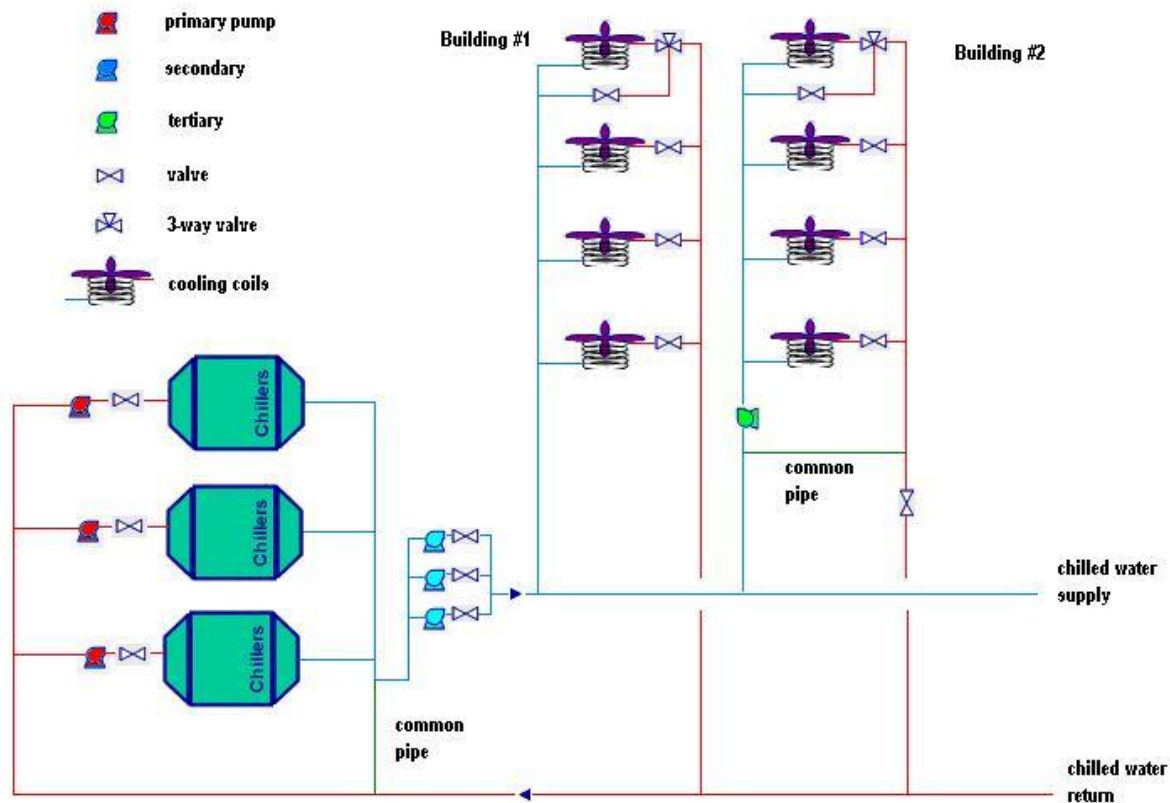 primary pump
secondary
tertiary
valve
3-way valve
cooling coils
Building #1
Building #2
Chillers
Chillers
Chillers
common
pipe
common
pipe
chilled water
supply
chilled water
return